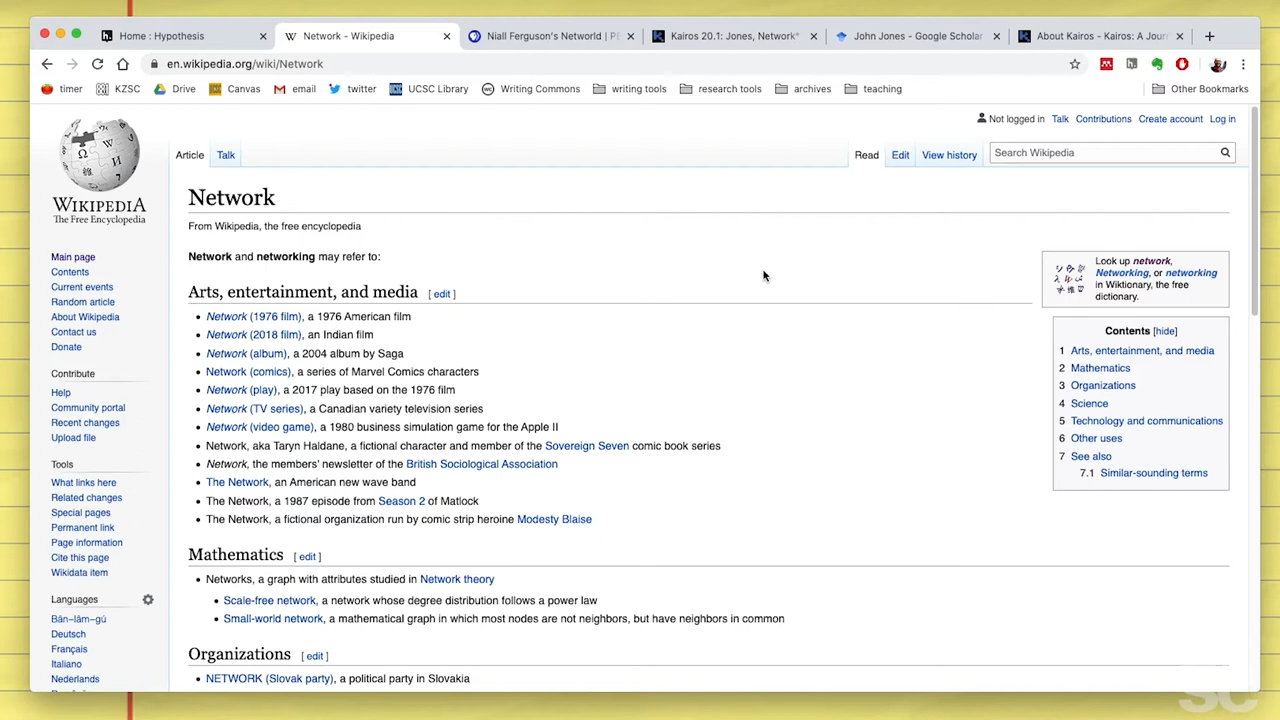 Home : Hypothesis
Network - Wikipedia
Niall Ferguson's Networld | P
Kairos 20.1: Jones, Network*
John Jones - Google Scholar
About Kairos - Kairos: A Jour
en.wikipedia.org/wiki/Network
timer KZSC Drive Canvas email twitter UCSC Library Writing Commons writing tools research tools archives teaching Other Bookmarks
Not logged in Talk Contributions Create account Log in
Article Talk Read Edit View history Search Wikipedia
WIKIPEDIA
The Free Encyclopedia
Main page
Contents
Current events
Random article
About Wikipedia
Contact us
Donate
Contribute
Help
Community portal
Recent changes
Upload file
Tools
What links here
Related changes
Special pages
Permanent link
Page information
Cite this page
Wikidata item
Languages
Bân-lâm-gú
Deutsch
Français
Italiano
Nederlands
Network
From Wikipedia, the free encyclopedia
Network and networking may refer to:
Arts, entertainment, and media [ edit ]
• Network (1976 film), a 1976 American film
• Network (2018 film), an Indian film
• Network (album), a 2004 album by Saga
• Network (comics), a series of Marvel Comics characters
• Network (play), a 2017 play based on the 1976 film
• Network (TV series), a Canadian variety television series
• Network (video game), a 1980 business simulation game for the Apple II
• Network, aka Taryn Haldane, a fictional character and member of the Sovereign Seven comic book series
• Network, the members' newsletter of the British Sociological Association
• The Network, an American new wave band
• The Network, a 1987 episode from Season 2 of Matlock
• The Network, a fictional organization run by comic strip heroine Modesty Blaise
Mathematics [ edit ]
• Networks, a graph with attributes studied in Network theory
• Scale-free network, a network whose degree distribution follows a power law
• Small-world network, a mathematical graph in which most nodes are not neighbors, but have neighbors in common
Organizations [ edit ]
• NETWORK (Slovak party), a political party in Slovakia
Look up network,
Networking, or networking
in Wiktionary, the free
dictionary.
Contents [hide]
1 Arts, entertainment, and media
2 Mathematics
3 Organizations
4 Science
5 Technology and communications
6 Other uses
7 See also
7.1 Similar-sounding terms
SC